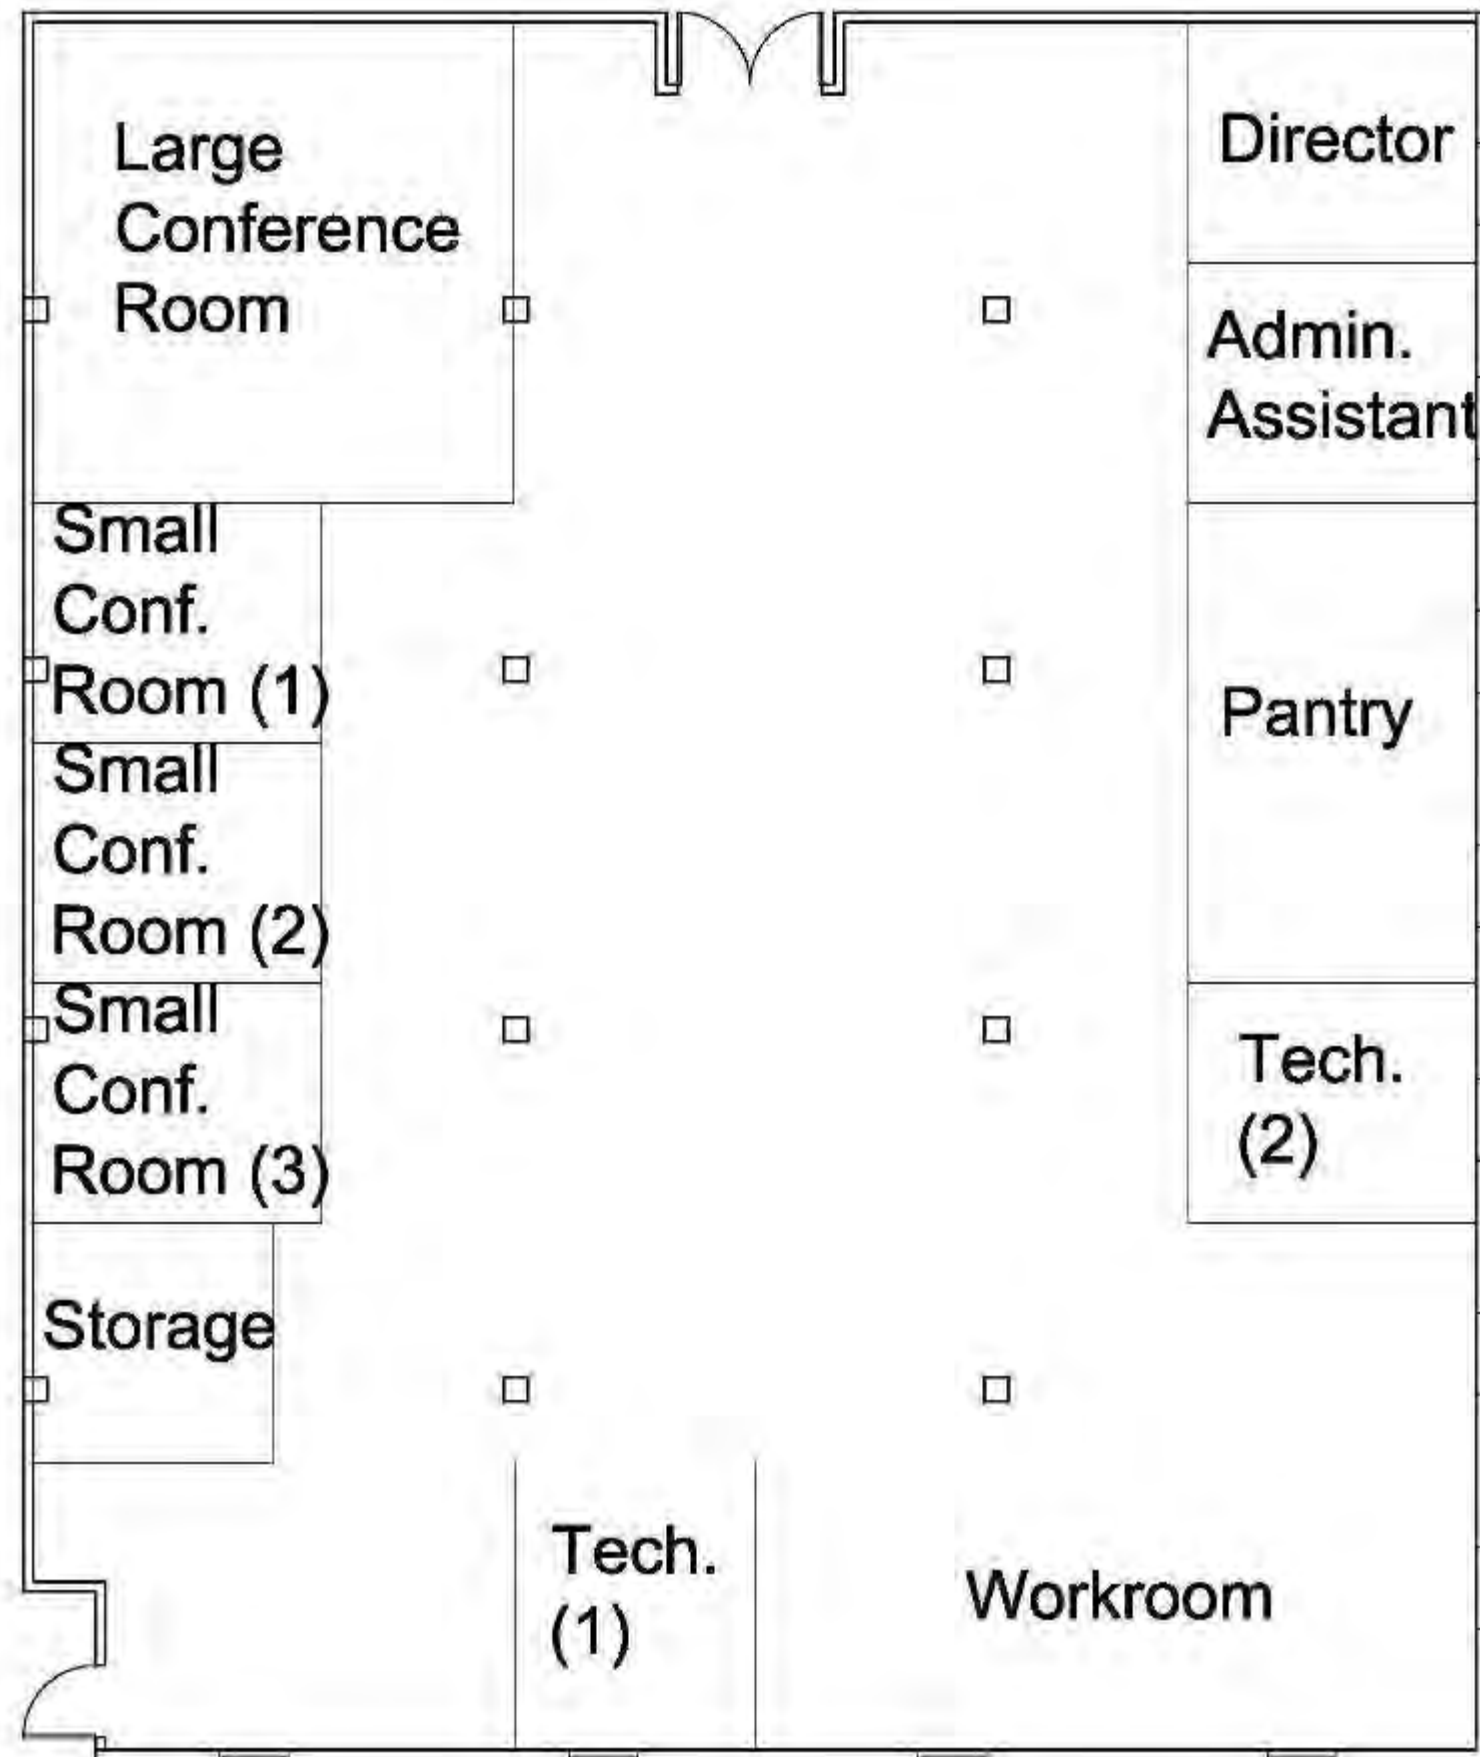 Large
Conference
Room
Director
Admin.
Assistant
Small
Conf.
Room (1)
Pantry
Small
Conf.
Room (2)
Small
Conf.
Room (3)
Tech.
(2)
Storage
Tech.
(1)
Workroom